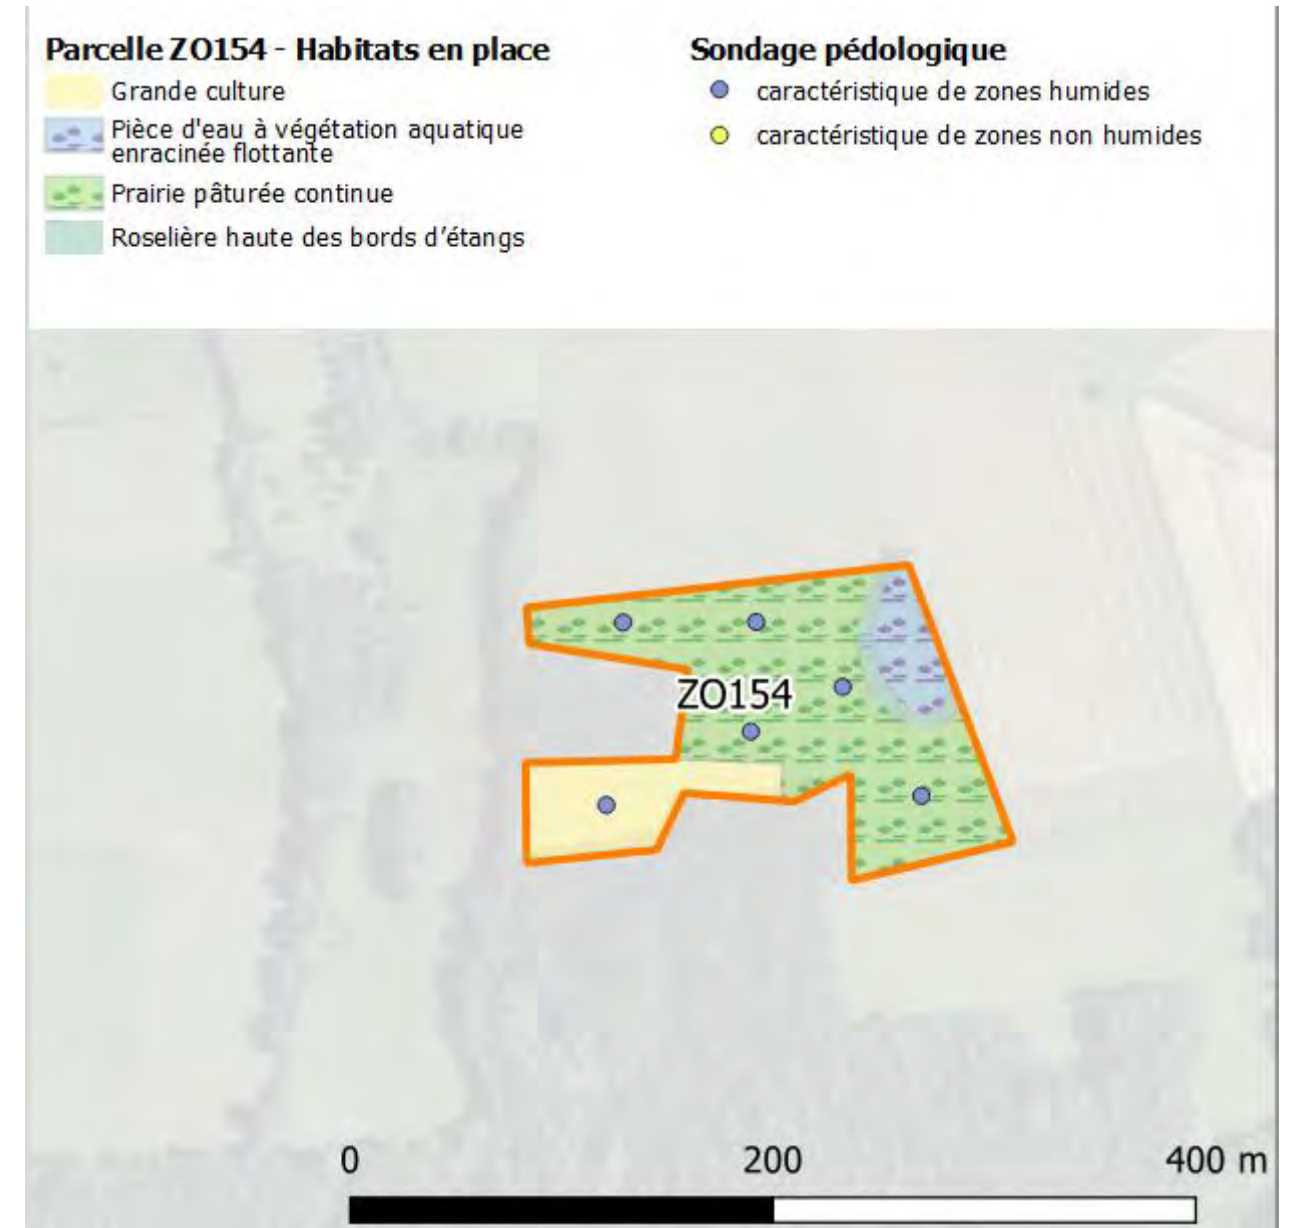 Parcelle ZO154 - Habitats en place
Grande culture
Pièce d'eau à végétation aquatique
enracinée flottante
Prairie pâturée continue
Roselière haute des bords d’étangs
Sondage pédologique
caractéristique de zones humides
caractéristique de zones non humides
ZO154
0 200 400 m